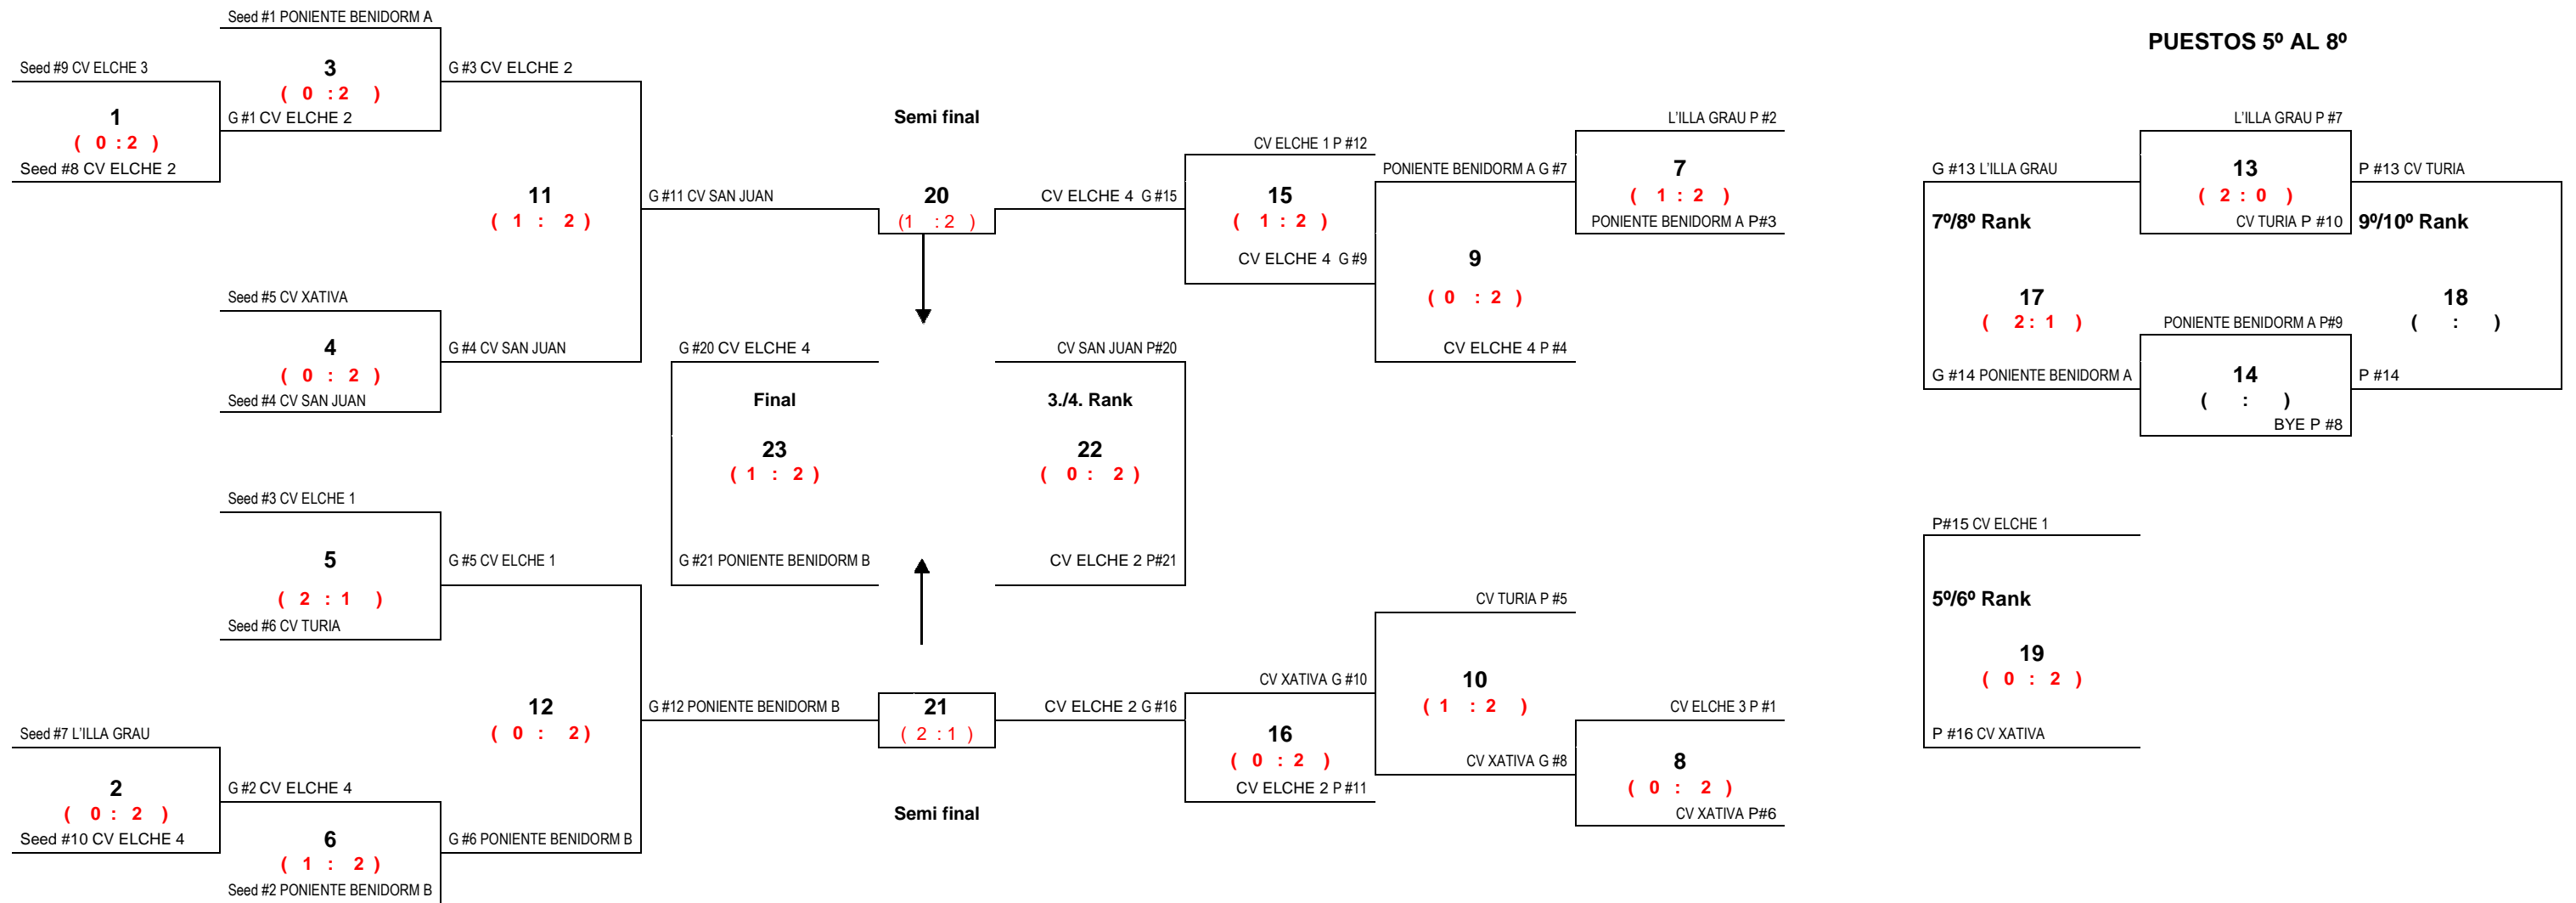 Seed #1 PONIENTE BENIDORM A
PUESTOS 5º AL 8º
Seed #9 CV ELCHE 3
3
( 0 :2 )
G #3 CV ELCHE 2
1
( 0 :2 )
G #1 CV ELCHE 2
Seed #8 CV ELCHE 2
11
( 1 : 2 )
G #11 CV SAN JUAN
Seed #5 CV XATIVA
4
( 0 : 2 )
G #4 CV SAN JUAN
Seed #4 CV SAN JUAN
Semi final
20
(1 :2 )
CV ELCHE 4 G #15
CV ELCHE 1 P #12
15
( 1 : 2 )
CV ELCHE 4 G #9
PONIENTE BENIDORM A G #7
L'ILLA GRAU P #2
7
( 1 : 2 )
PONIENTE BENIDORM A P#3
9
( 0 : 2 )
CV ELCHE 4 P #4
G #20 CV ELCHE 4
Final
23
( 1 : 2 )
G #21 PONIENTE BENIDORM B
CV SAN JUAN P#20
3./4. Rank
22
( 0 : 2 )
CV ELCHE 2 P#21
Seed #3 CV ELCHE 1
5
( 2 : 1 )
G #5 CV ELCHE 1
Seed #6 CV TURIA
12
( 0 : 2 )
G #12 PONIENTE BENIDORM B
Seed #7 L'ILLA GRAU
2
( 0 : 2 )
G #2 CV ELCHE 4
Seed #10 CV ELCHE 4
6
( 1 : 2 )
G #6 PONIENTE BENIDORM B
Seed #2 PONIENTE BENIDORM B
21
( 2 : 1 )
Semi final
CV ELCHE 2 G #16
CV XATIVA G #10
16
( 0 : 2 )
CV ELCHE 2 P #11
CV TURIA P #5
10
( 1 : 2 )
CV XATIVA G #8
CV ELCHE 3 P #1
8
( 0 : 2 )
CV XATIVA P#6
L'ILLA GRAU P #7
G #13 L'ILLA GRAU
13
( 2 : 0 )
P #13 CV TURIA
7º/8º Rank
CV TURIA P #10
9º/10º Rank
17
( 2 : 1 )
18
( : )
PONIENTE BENIDORM A P#9
G #14 PONIENTE BENIDORM A
14
( : )
P #14
BYE P #8
P#15 CV ELCHE 1
5º/6º Rank
19
( 0 : 2 )
P #16 CV XATIVA